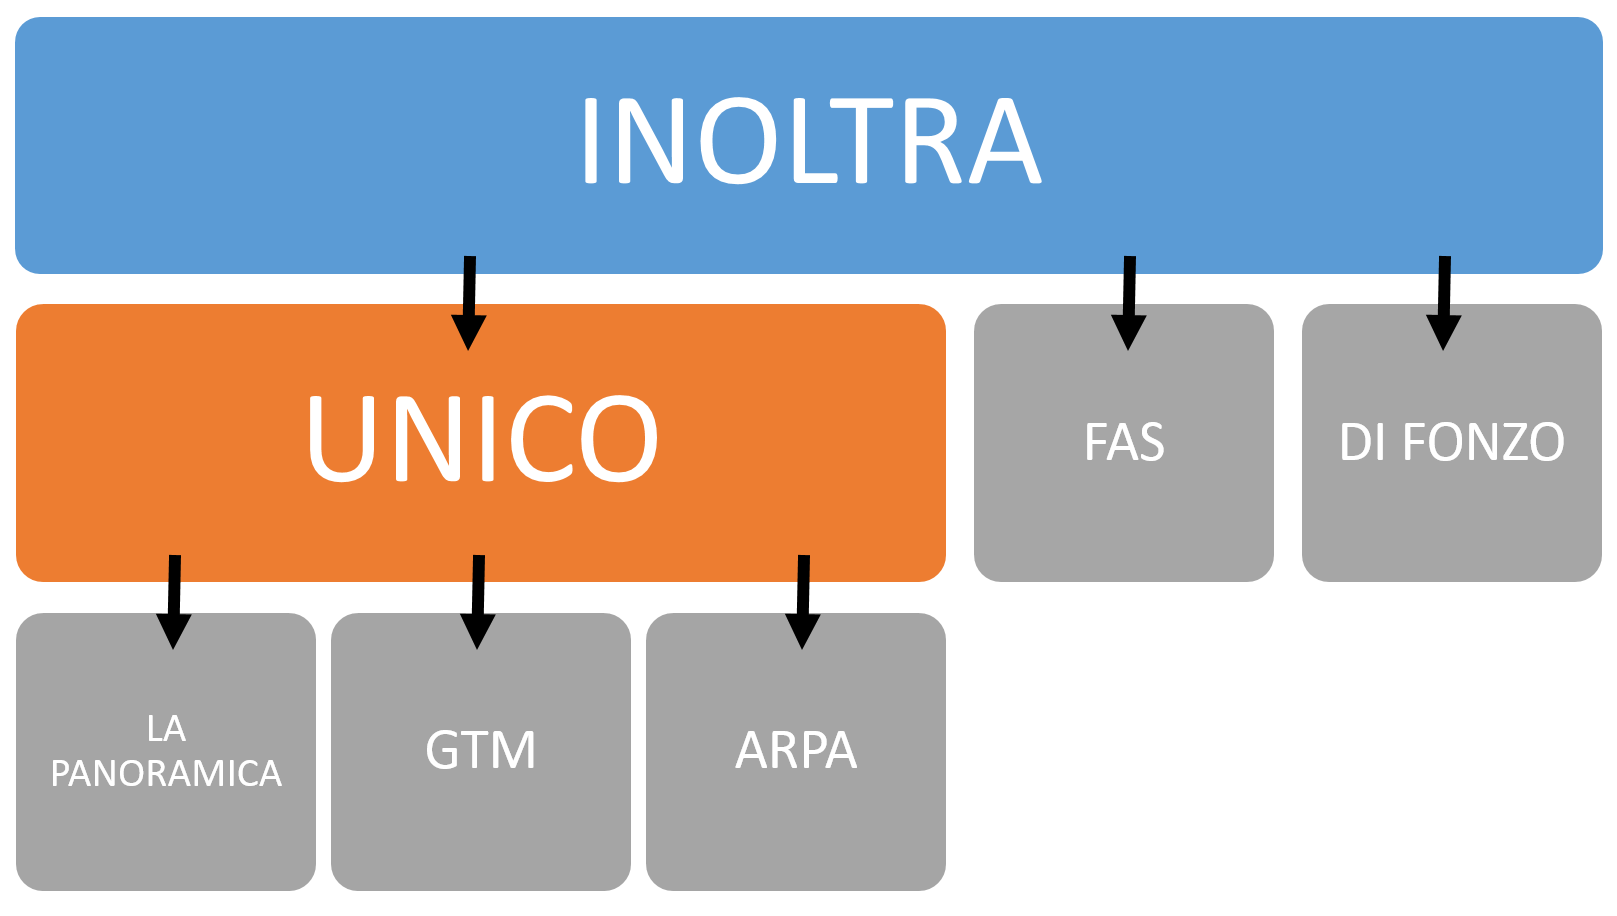 INOLTRA
UNICO
FAS
DI FONZO
LA
PANORAMICA
GTM
ARPA